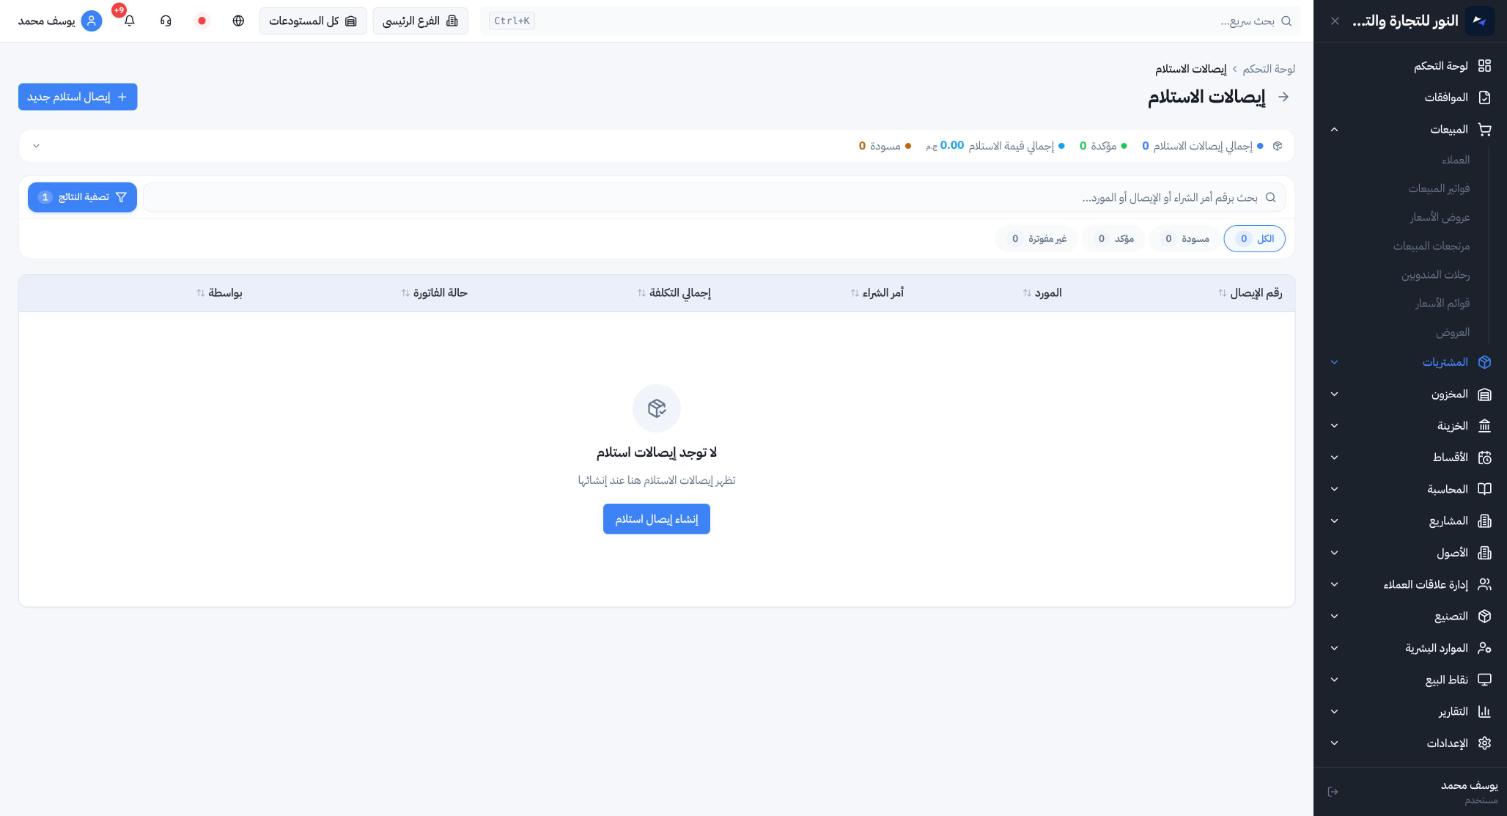 النور للتجارة والتـ...
لوحة التحكم
الموافقات
المبيعات
العملاء
فواتير المبيعات
عروض الأسعار
مرتجعات المبيعات
رحلات المندوبين
قوائم الأسعار
العروض
المشتريات
المخزون
الخزينة
الأقساط
المحاسبة
المشاريع
الأصول
إدارة علاقات العملاء
التصنيع
الموارد البشرية
نقاط البيع
التقارير
الإعدادات
يوسف محمد
مستخدم
بحث سريع... Ctrl+K
الفرع الرئيسى
كل المستودعات
+9
يوسف محمد
لوحة التحكم إيصالات الاستلام
إيصالات الاستلام
إيصال استلام جديد
إجمالي إيصالات الاستلام 0 مؤكدة 0 إجمالي قيمة الاستلام 0.00 ج.م مسودة 0
بحث برقم أمر الشراء أو الإيصال أو المورد...
تصفية النتائج 1
الكل 0 مسودة 0 مؤكد 0 غير مفوترة 0
رقم الإيصال المورد أمر الشراء إجمالي التكلفة حالة الفاتورة بواسطة
لا توجد إيصالات استلام
تظهر إيصالات الاستلام هنا عند إنشائها
إنشاء إيصال استلام